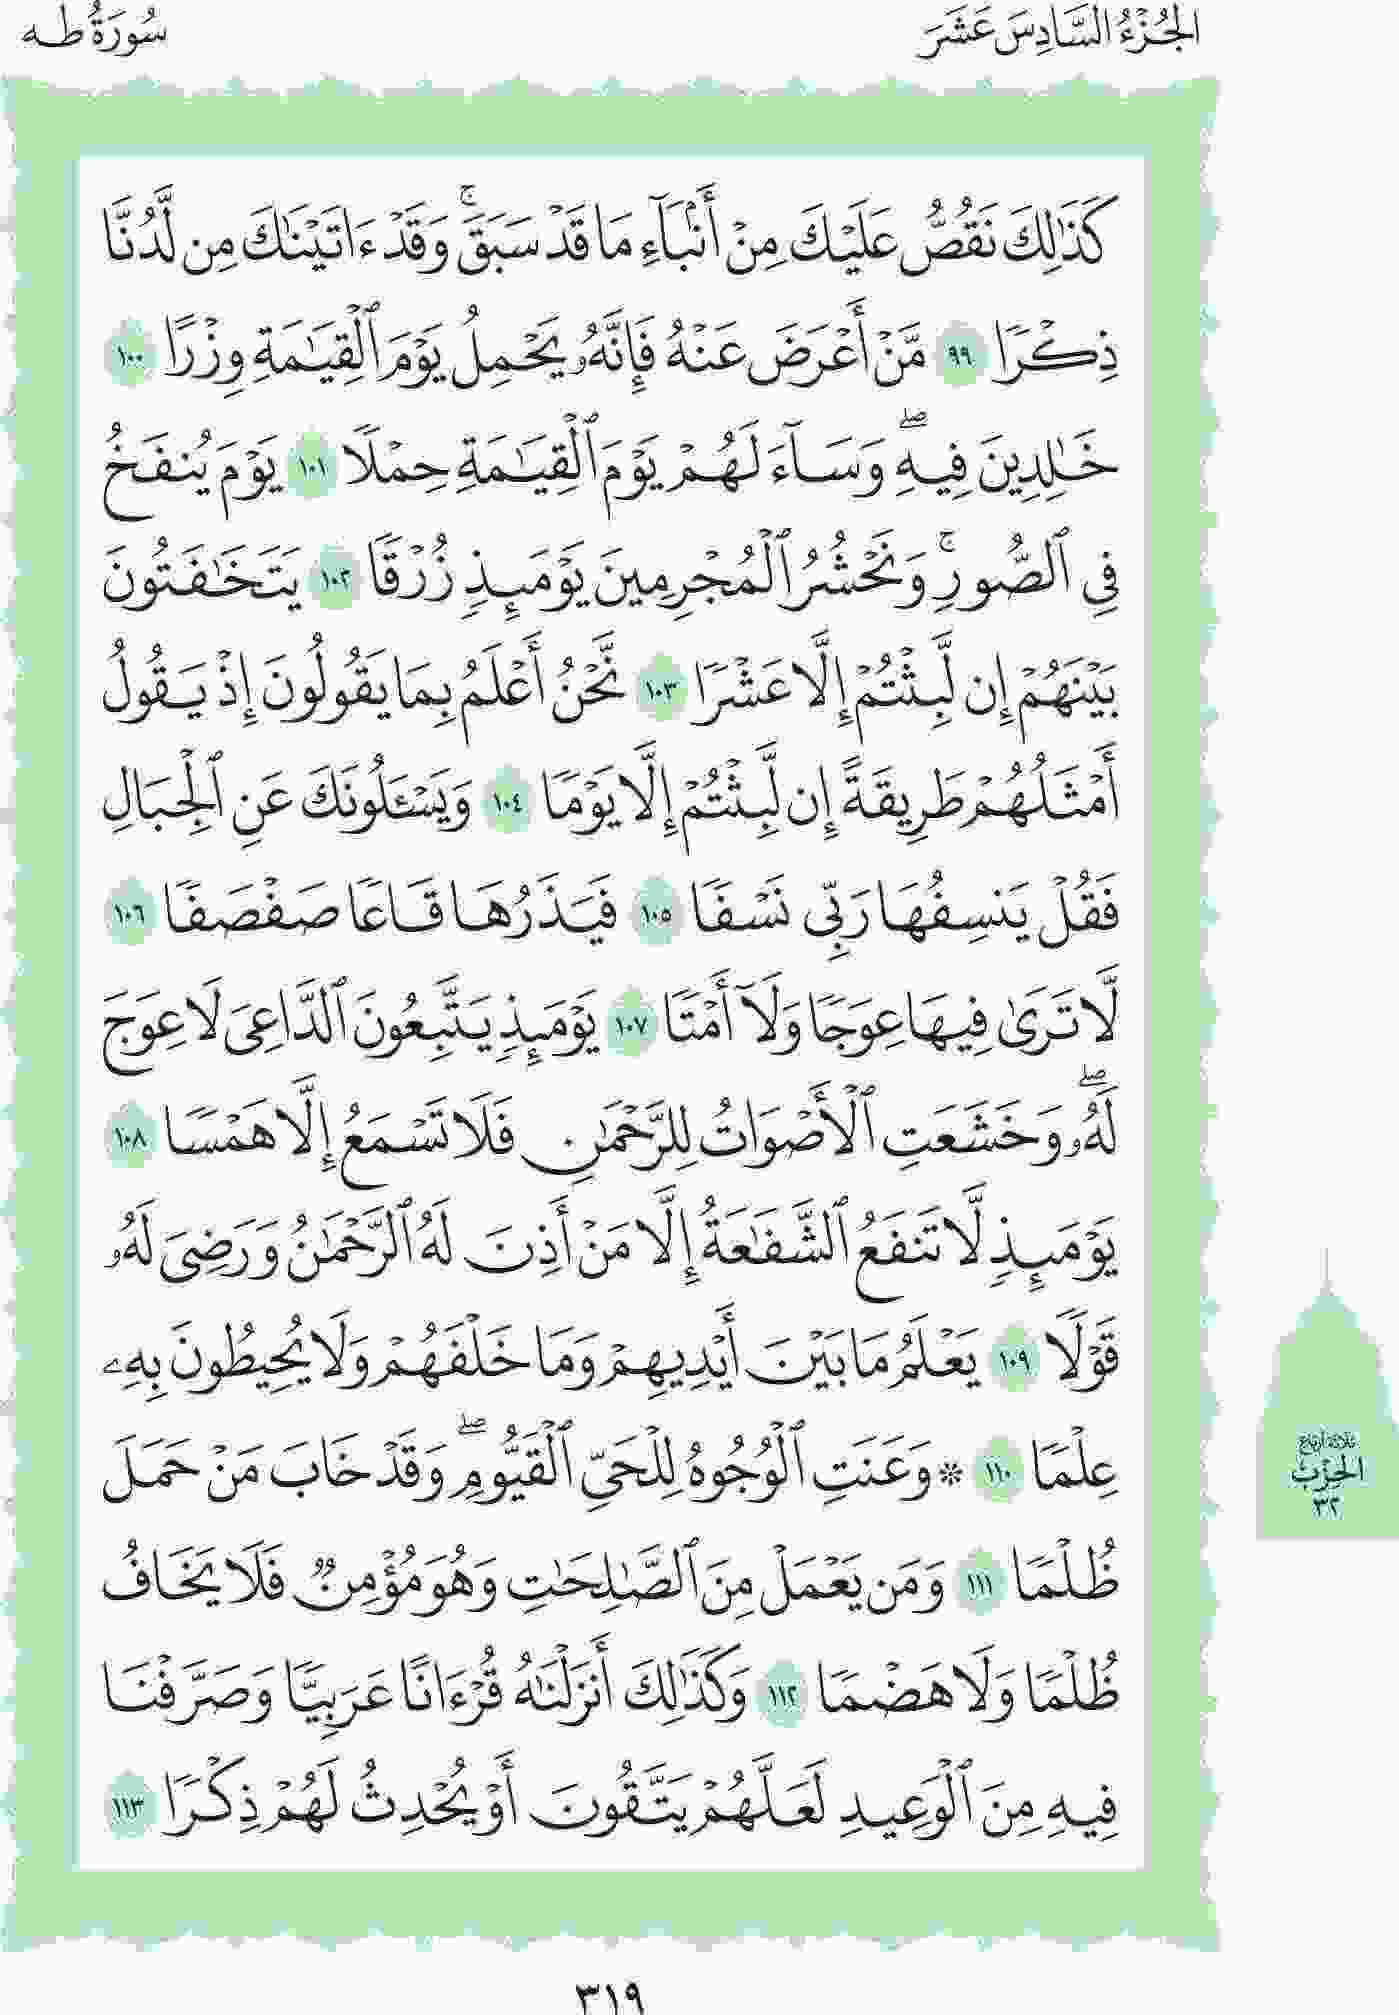 الجُزْءُ السَّادِسَ عَشَرَ
سُورَةُ طه
كَذَٰلِكَ نَقُصُّ عَلَيْكَ مِنْ أَنۢبَآءِ مَا قَدْ سَبَقَۚ وَقَدْ ءَاتَيْنَٰكَ مِن لَّدُنَّا
ذِكْرًا ٩٩ مَّنْ أَعْرَضَ عَنْهُ فَإِنَّهُۥ يَحْمِلُ يَوْمَ ٱلْقِيَٰمَةِ وِزْرًا ١٠٠
خَٰلِدِينَ فِيهِۖ وَسَآءَ لَهُمْ يَوْمَ ٱلْقِيَٰمَةِ حِمْلًا ١٠١ يَوْمَ يُنفَخُ
فِي ٱلصُّورِۚ وَنَحْشُرُ ٱلْمُجْرِمِينَ يَوْمَئِذٍ زُرْقًا ١٠٢ يَتَخَٰفَتُونَ
بَيْنَهُمْ إِن لَّبِثْتُمْ إِلَّا عَشْرًا ١٠٣ نَّحْنُ أَعْلَمُ بِمَا يَقُولُونَ إِذْ يَقُولُ
أَمْثَلُهُمْ طَرِيقَةً إِن لَّبِثْتُمْ إِلَّا يَوْمًا ١٠٤ وَيَسْـَٔلُونَكَ عَنِ ٱلْجِبَالِ
فَقُلْ يَنسِفُهَا رَبِّي نَسْفًا ١٠٥ فَيَذَرُهَا قَاعًا صَفْصَفًا ١٠٦
لَّا تَرَىٰ فِيهَا عِوَجًا وَلَآ أَمْتًا ١٠٧ يَوْمَئِذٍ يَتَّبِعُونَ ٱلدَّاعِيَ لَا عِوَجَ
لَهُۥۖ وَخَشَعَتِ ٱلْأَصْوَاتُ لِلرَّحْمَٰنِ فَلَا تَسْمَعُ إِلَّا هَمْسًا ١٠٨
يَوْمَئِذٍ لَّا تَنفَعُ ٱلشَّفَٰعَةُ إِلَّا مَنْ أَذِنَ لَهُ ٱلرَّحْمَٰنُ وَرَضِيَ لَهُۥ
قَوْلًا ١٠٩ يَعْلَمُ مَا بَيْنَ أَيْدِيهِمْ وَمَا خَلْفَهُمْ وَلَا يُحِيطُونَ بِهِۦ
عِلْمًا ١١٠ ۞ وَعَنَتِ ٱلْوُجُوهُ لِلْحَيِّ ٱلْقَيُّومِۖ وَقَدْ خَابَ مَنْ حَمَلَ
ظُلْمًا ١١١ وَمَن يَعْمَلْ مِنَ ٱلصَّٰلِحَٰتِ وَهُوَ مُؤْمِنٌ فَلَا يَخَافُ
ظُلْمًا وَلَا هَضْمًا ١١٢ وَكَذَٰلِكَ أَنزَلْنَٰهُ قُرْءَانًا عَرَبِيًّا وَصَرَّفْنَا
فِيهِ مِنَ ٱلْوَعِيدِ لَعَلَّهُمْ يَتَّقُونَ أَوْ يُحْدِثُ لَهُمْ ذِكْرًا ١١٣
ثلاثة أرباع
الحِزْب
٣٢
٣١٩